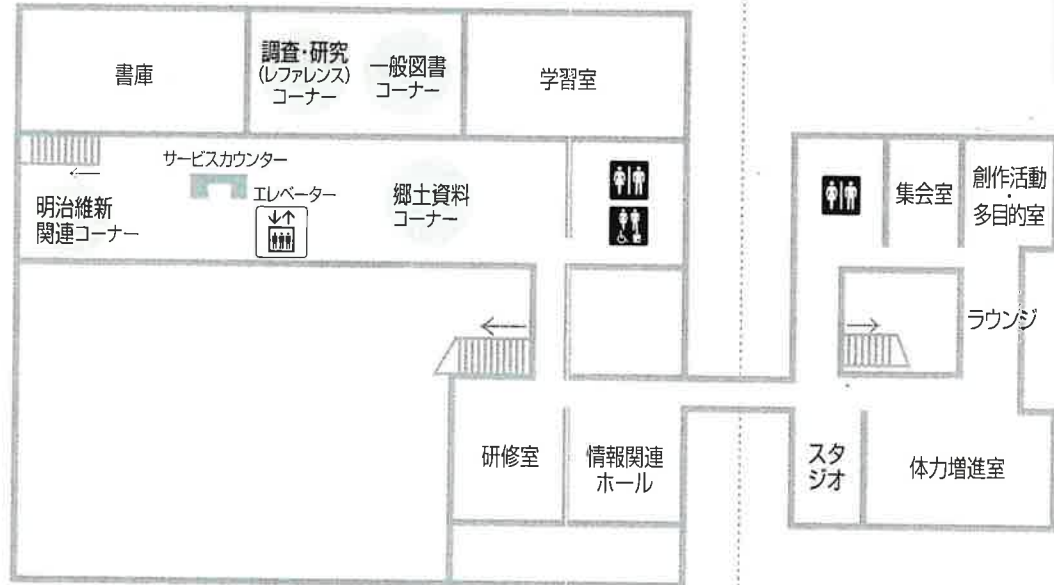 書庫
調査・研究
(レファレンス)
コーナー
一般図書
コーナー
学習室
サービスカウンター
エレベーター
郷土資料
コーナー
明治維新
関連コーナー
集会室
創作活動
・
多目的室
ラウンジ
研修室
情報関連
ホール
スタ
ジオ
体力増進室